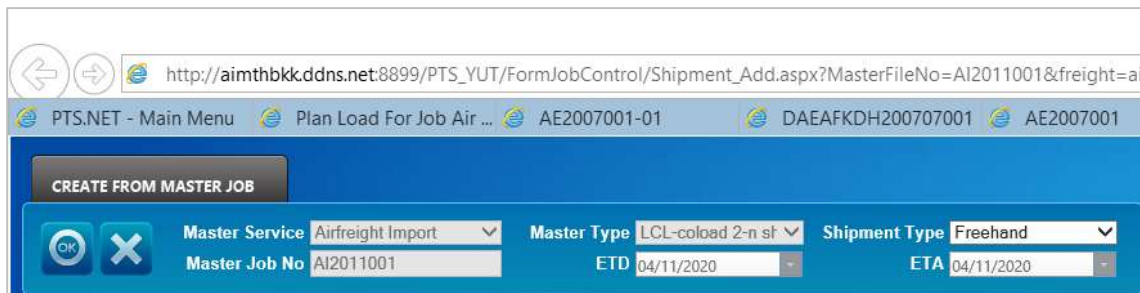 http://aimthbkk.ddns.net:8899/PTS_YUT/FormJobControl/Shipment_Add.aspx?MasterFileNo=AI2011001&freight=ai
PTS.NET - Main Menu Plan Load For Job Air ... AE2007001-01 DAEAFKDH200707001 AE2007001
CREATE FROM MASTER JOB
OK Master Service Airfreight Import Master Type LCL-coload 2-n sh Shipment Type Freehand
Master Job No AI2011001 ETD 04/11/2020 ETA 04/11/2020